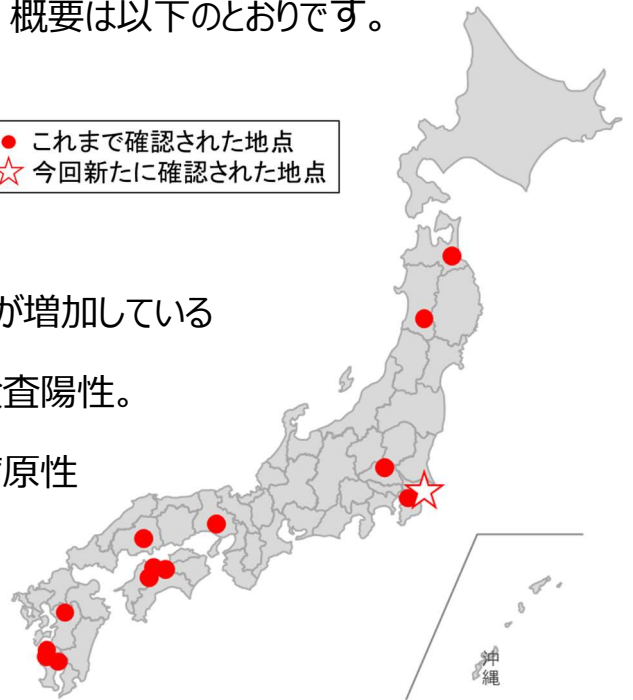 概要は以下のとおりです。
● これまで確認された地点
☆ 今回新たに確認された地点
が増加している
査陽性。
原性
沖
縄